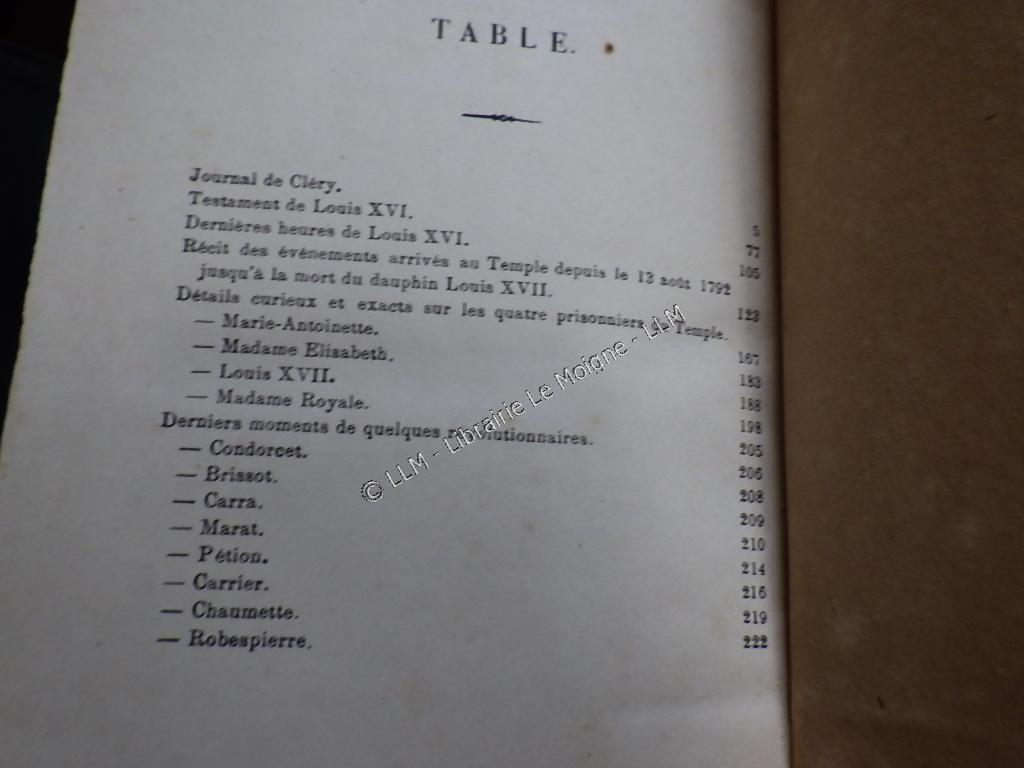 TABLE.
Journal de Cléry. 5
Testament de Louis XVI. 77
Dernières heures de Louis XVI. 105
Récit des événements arrivés au Temple depuis le 13 août 1792
jusqu'à la mort du dauphin Louis XVII. 123
Détails curieux et exacts sur les quatre prisonniers du Temple.
— Marie-Antoinette. 167
— Madame Elisabeth. 183
— Louis XVII. 188
— Madame Royale. 198
Derniers moments de quelques révolutionnaires. 205
— Condorcet. 206
— Brissot. 208
— Carra. 209
— Marat. 210
— Pétion. 214
— Carrier. 216
— Chaumette. 219
— Robespierre. 222
© LLM - Librairie Le Moigne - LLM